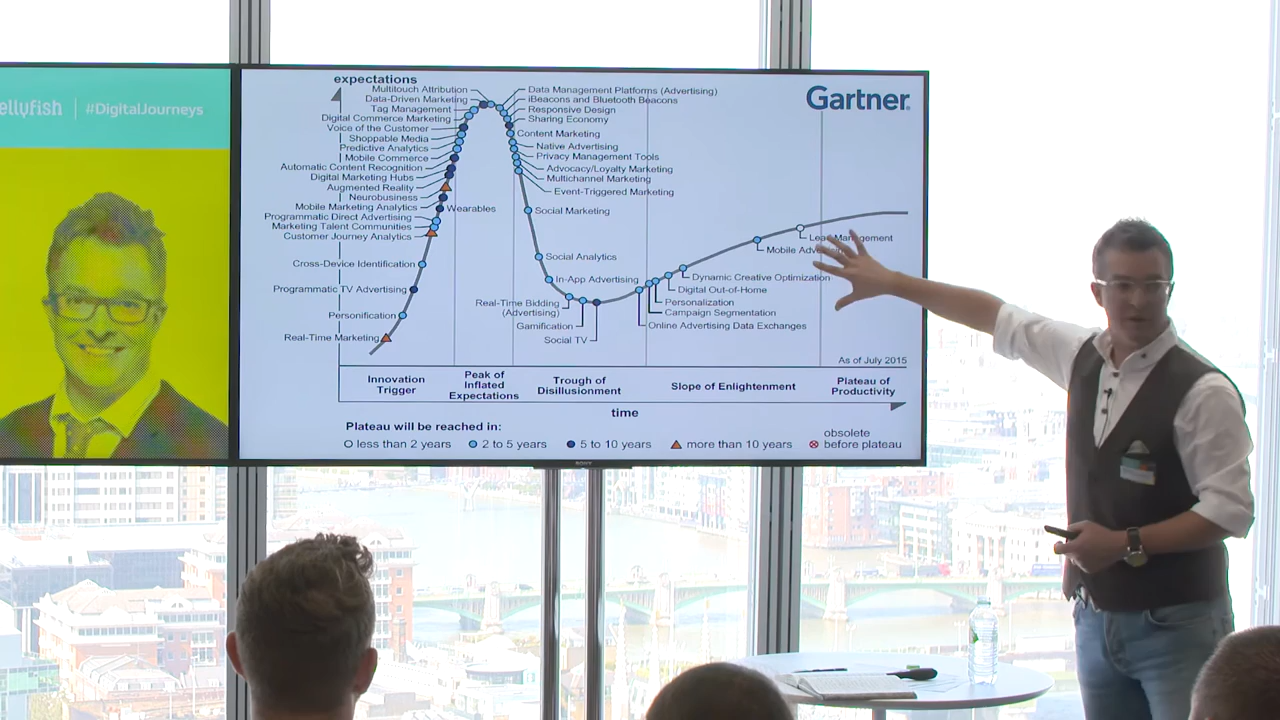 ellyfish
#DigitalJourneys
expectations
Gartner
Multitouch Attribution
Data-Driven Marketing
Tag Management
Digital Commerce Marketing
Voice of the Customer
Shoppable Media
Predictive Analytics
Mobile Commerce
Automatic Content Recognition
Digital Marketing Hubs
Augmented Reality
Neurobusiness
Mobile Marketing Analytics
Wearables
Programmatic Direct Advertising
Marketing Talent Communities
Customer Journey Analytics
Cross-Device Identification
Programmatic TV Advertising
Personification
Real-Time Marketing
Data Management Platforms (Advertising)
iBeacons and Bluetooth Beacons
Responsive Design
Sharing Economy
Content Marketing
Native Advertising
Privacy Management Tools
Advocacy/Loyalty Marketing
Multichannel Marketing
Event-Triggered Marketing
Social Marketing
Social Analytics
In-App Advertising
Real-Time Bidding
(Advertising)
Gamification
Social TV
Lead Management
Mobile
Dynamic Creative Optimization
Digital Out-of-Home
Personalization
Campaign Segmentation
Online Advertising Data Exchanges
As of July 2015
Innovation
Trigger
Peak of
Inflated
Expectations
Trough of
Disillusionment
Slope of Enlightenment
Plateau of
Productivity
time
Plateau will be reached in:
less than 2 years
2 to 5 years
5 to 10 years
more than 10 years
obsolete
before plateau
SONY